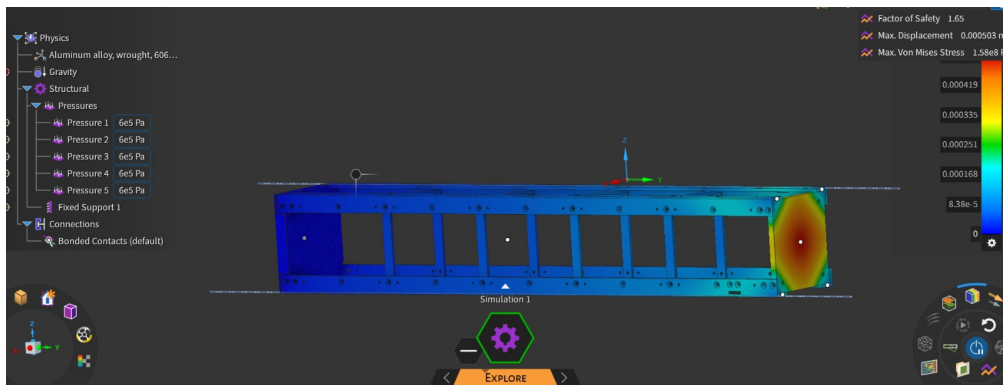 Physics
Aluminum alloy, wrought, 606...
Gravity
Structural
Pressures
Pressure 1 6e5 Pa
Pressure 2 6e5 Pa
Pressure 3 6e5 Pa
Pressure 4 6e5 Pa
Pressure 5 6e5 Pa
Fixed Support 1
Connections
Bonded Contacts (default)
Factor of Safety 1.65
Max. Displacement 0.000503
Max. Von Mises Stress 1.58e8
0.000419
0.000335
0.000251
0.000168
8.38e-5
0
Z
Y
Simulation 1
Z
Y
EXPLORE